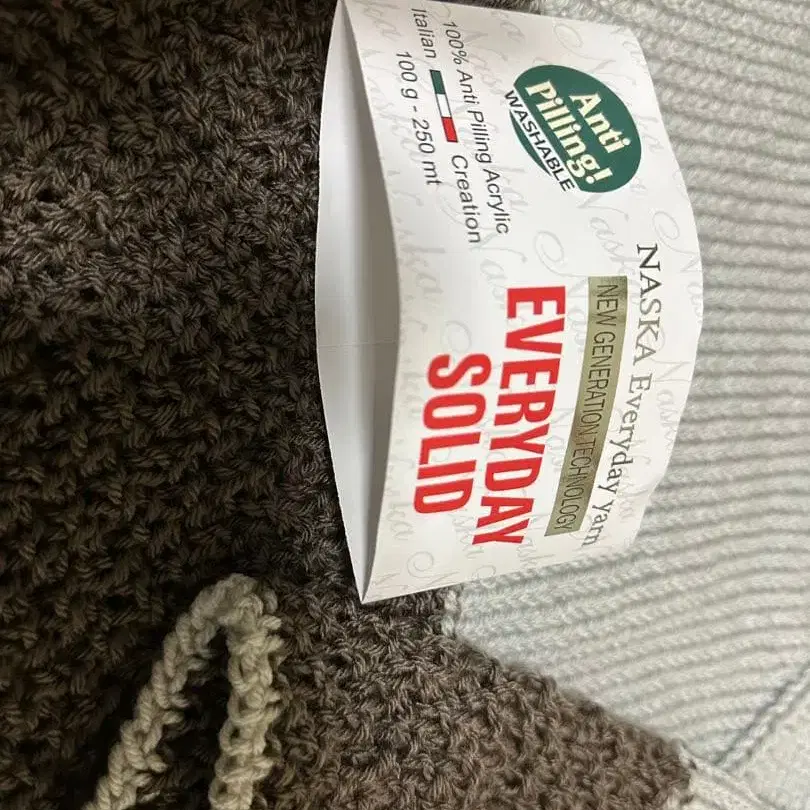 Anti
Pilling!
WASHABLE
100% Anti Pilling Acrylic
Italian Creation
100 g - 250 mt
NASKA Everyday yarn
NEW GENERATION TECHNOLOGY
EVERYDAY
SOLID